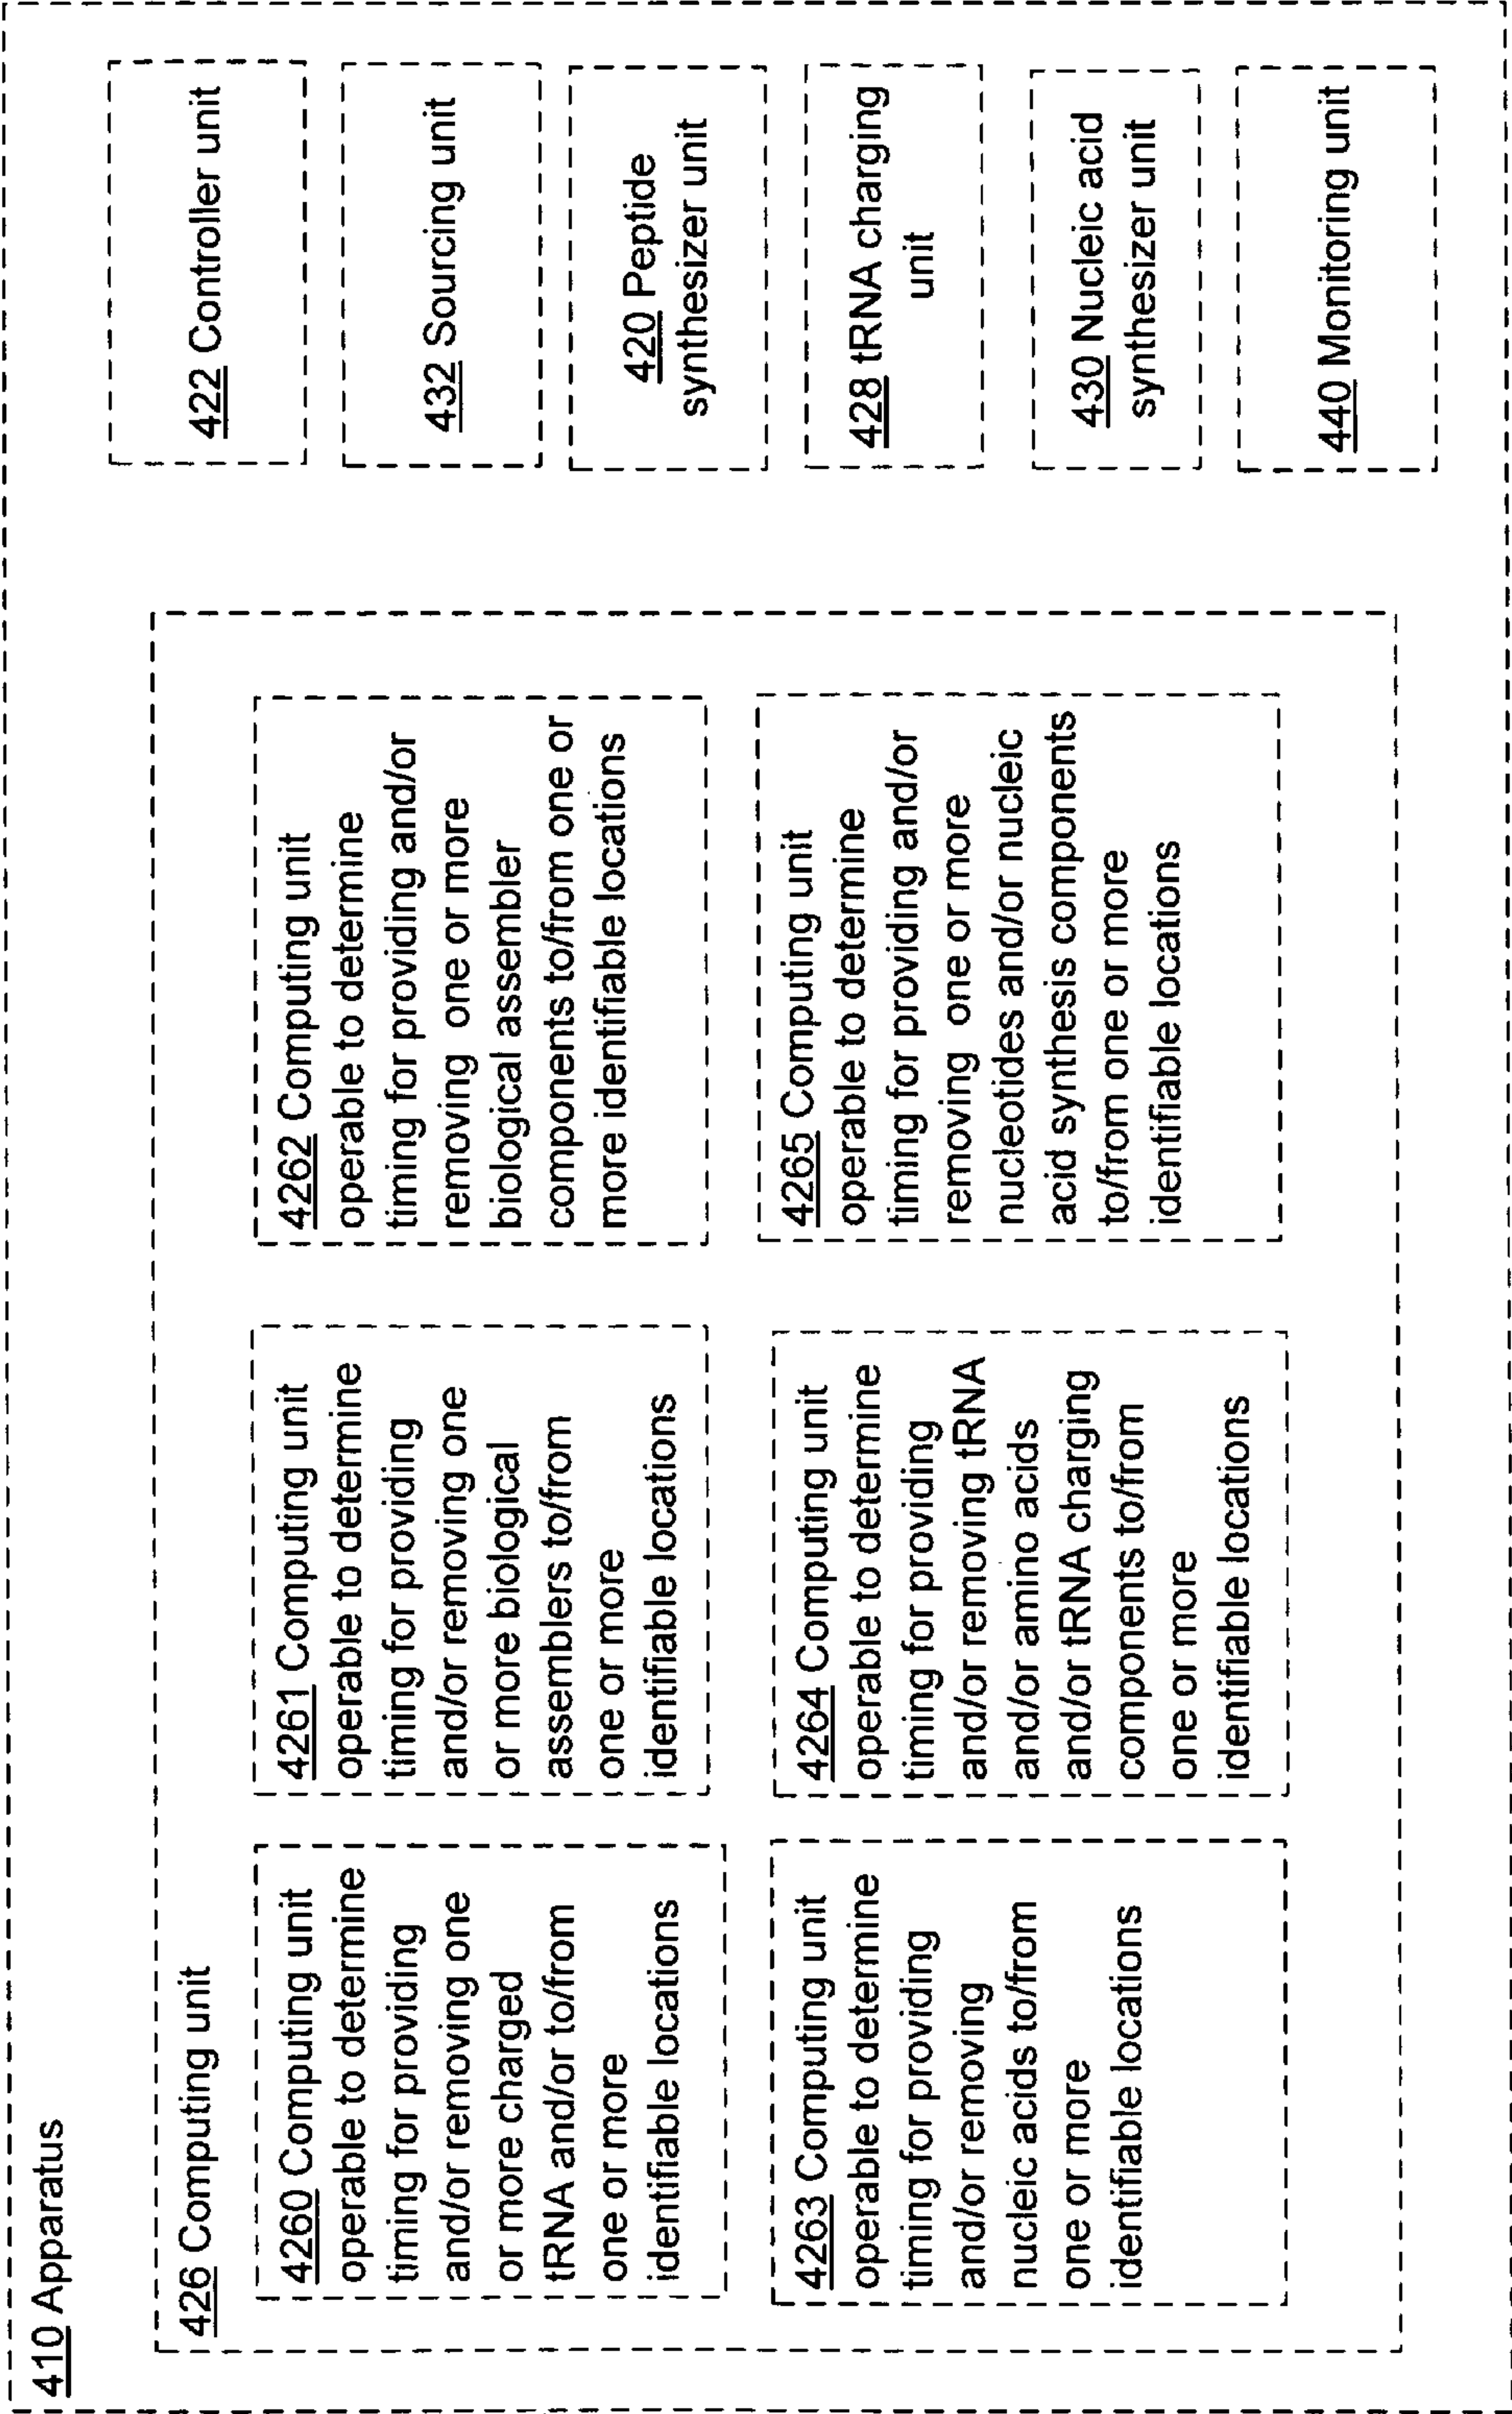 410 Apparatus
426 Computing unit
4260 Computing unit
operable to determine
timing for providing
and/or removing one
or more charged
tRNA and/or to/from
one or more
identifiable locations
4261 Computing unit
operable to determine
timing for providing
and/or removing one
or more biological
assemblers to/from
one or more
identifiable locations
4262 Computing unit
operable to determine
timing for providing and/or
removing one or more
biological assembler
components to/from one or
more identifiable locations
4263 Computing unit
operable to determine
timing for providing
and/or removing
nucleic acids to/from
one or more
identifiable locations
4264 Computing unit
operable to determine
timing for providing
and/or removing tRNA
and/or amino acids
and/or tRNA charging
components to/from
one or more
identifiable locations
4265 Computing unit
operable to determine
timing for providing and/or
removing one or more
nucleotides and/or nucleic
acid synthesis components
to/from one or more
identifiable locations
422 Controller unit
432 Sourcing unit
420 Peptide
synthesizer unit
428 tRNA charging
unit
430 Nucleic acid
synthesizer unit
440 Monitoring unit